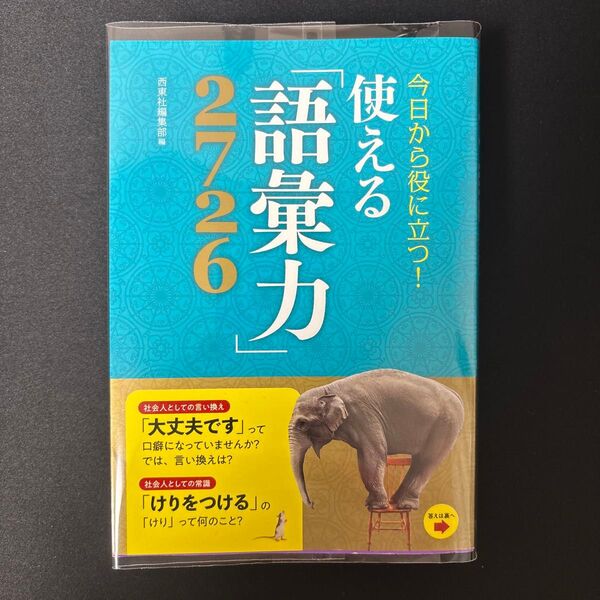 今日から役に立つ!
使える
「語彙力」
2726
西東社編集部 編
社会人としての言い換え
「大丈夫です」って
口癖になっていませんか?
では、言い換えは?
社会人としての常識
「けりをつける」の
「けり」って何のこと?
答えは裏へ